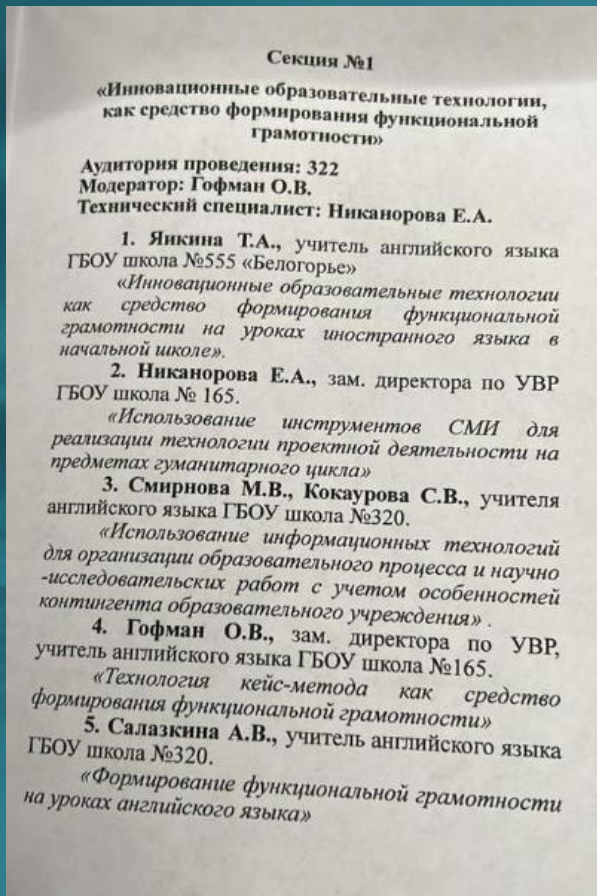 Секция №1
«Инновационные образовательные технологии,
как средство формирования функциональной
грамотности»
Аудитория проведения: 322
Модератор: Гофман О.В.
Технический специалист: Никанорова Е.А.
1. Яикина Т.А., учитель английского языка
ГБОУ школа №555 «Белогорье»
«Инновационные образовательные технологии
как средство формирования функциональной
грамотности на уроках иностранного языка в
начальной школе».
2. Никанорова Е.А., зам. директора по УВР
ГБОУ школа № 165.
«Использование инструментов СМИ для
реализации технологии проектной деятельности на
предметах гуманитарного цикла»
3. Смирнова М.В., Кокаурова С.В., учителя
английского языка ГБОУ школа №320.
«Использование информационных технологий
для организации образовательного процесса и научно
-исследовательских работ с учетом особенностей
контингента образовательного учреждения» .
4. Гофман О.В., зам. директора по УВР,
учитель английского языка ГБОУ школа №165.
«Технология кейс-метода как средство
формирования функциональной грамотности»
5. Салазкина А.В., учитель английского языка
ГБОУ школа №320.
«Формирование функциональной грамотности
на уроках английского языка»